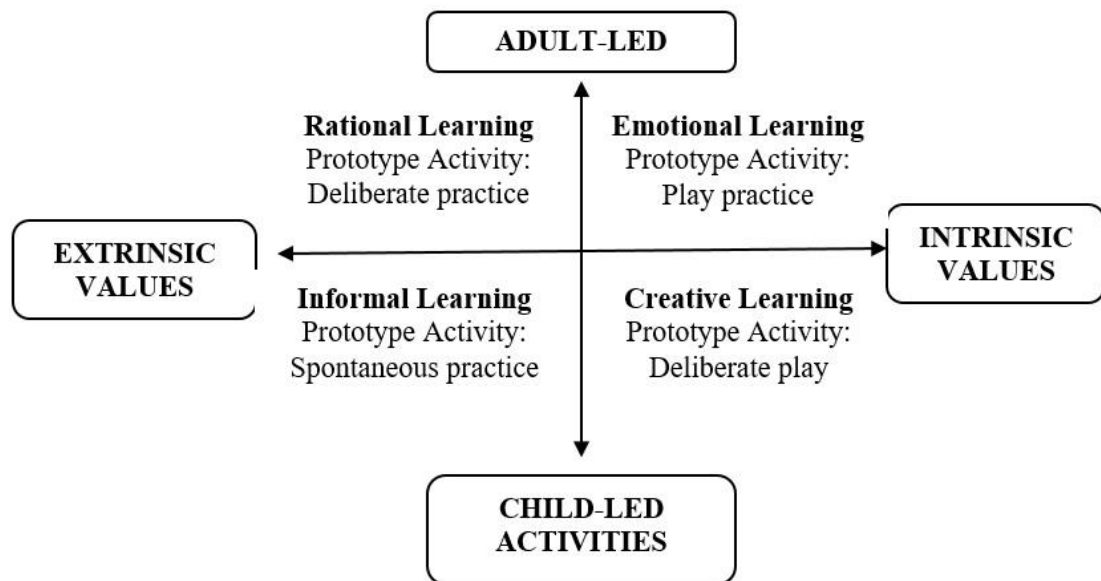 ADULT-LED
Rational Learning
Prototype Activity:
Deliberate practice
Emotional Learning
Prototype Activity:
Play practice
EXTRINSIC
VALUES
INTRINSIC
VALUES
Informal Learning
Prototype Activity:
Spontaneous practice
Creative Learning
Prototype Activity:
Deliberate play
CHILD-LED
ACTIVITIES